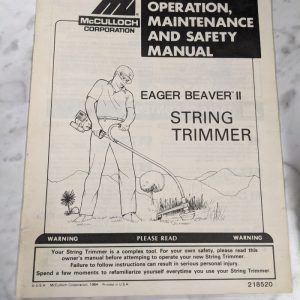 OPERATION,
MAINTENANCE
AND SAFETY
MANUAL
McCULLOCH
CORPORATION
EAGER BEAVER™ II
STRING
TRIMMER
WARNING PLEASE READ WARNING
Your String Trimmer is a complex tool. For your own safety, please read this
owner's manual before attempting to operate your new String Trimmer.
Failure to follow instructions can result in serious personal injury.
Spend a few moments to refamiliarize yourself everytime you use your String Trimmer.
McCulloch Corporation, 1984 Printed in U.S.A.
218520